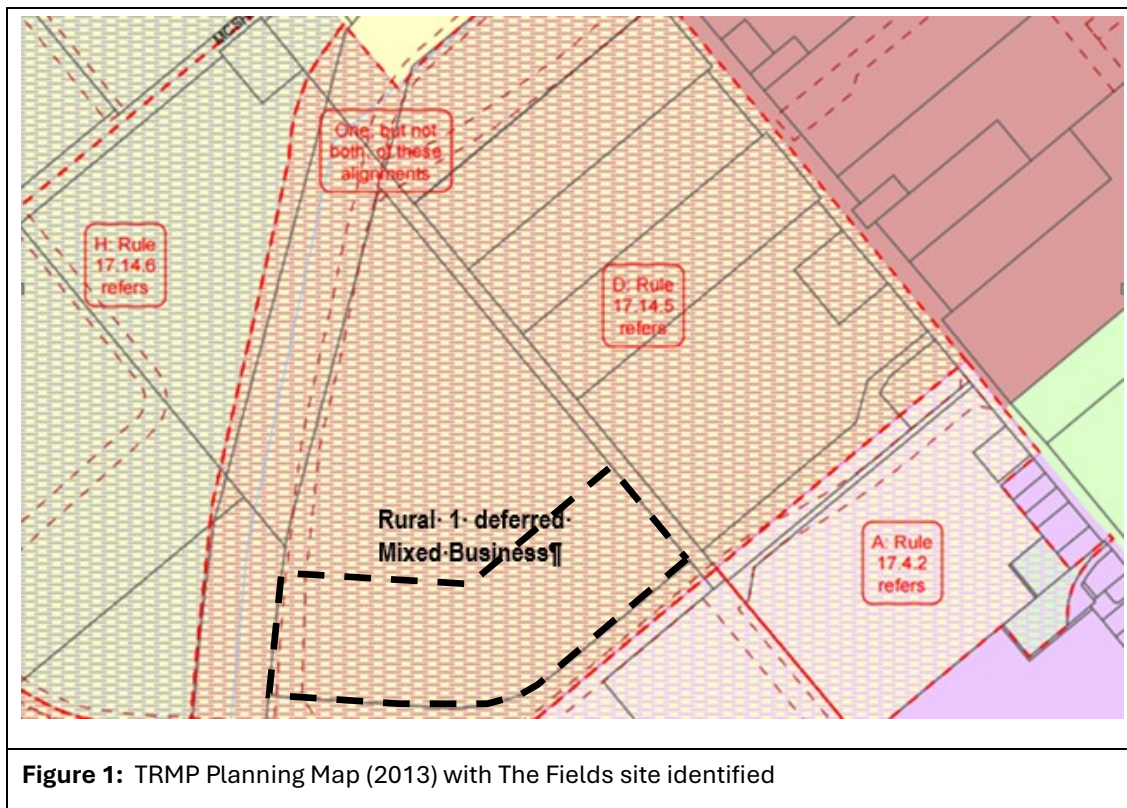 One, but not
both, of these
alignments
H: Rule
17.14.6
refers
D: Rule
17.14.5
refers
Rural· 1· deferred·
Mixed·Business¶
A: Rule
17.4.2
refers
Figure 1: TRMP Planning Map (2013) with The Fields site identified